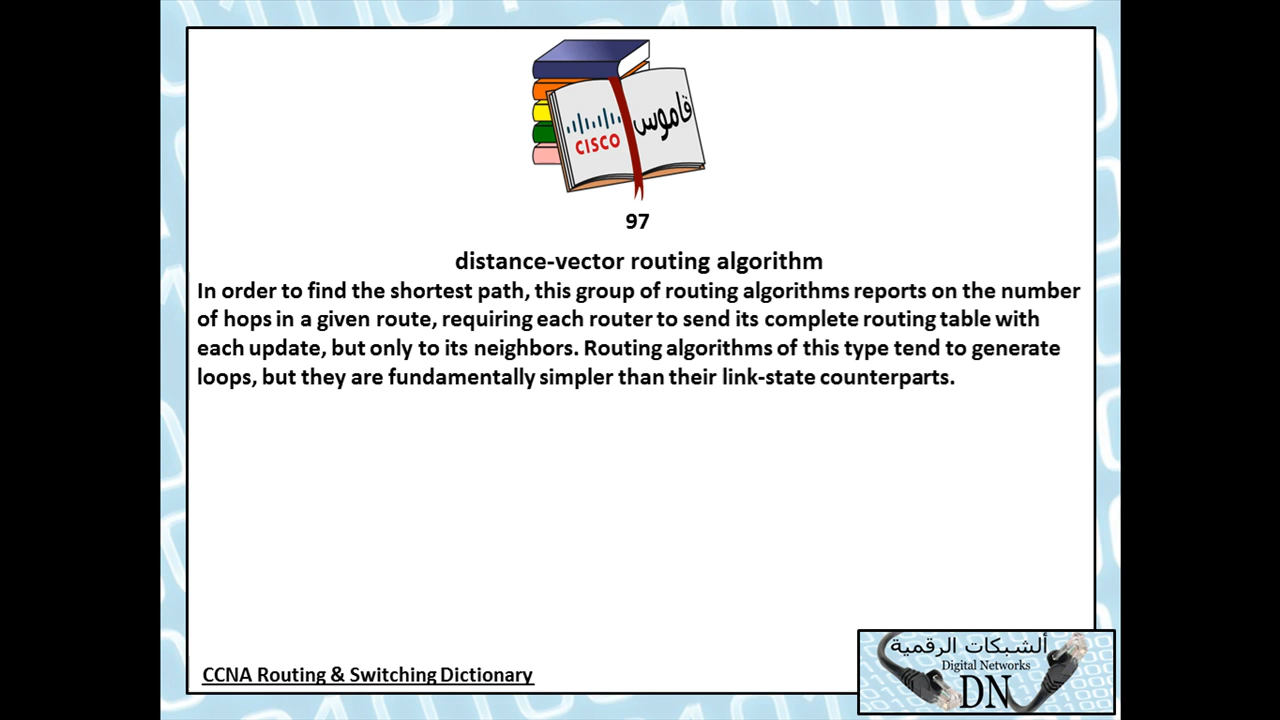 CISCO
قاموس
97
distance-vector routing algorithm
In order to find the shortest path, this group of routing algorithms reports on the number
of hops in a given route, requiring each router to send its complete routing table with
each update, but only to its neighbors. Routing algorithms of this type tend to generate
loops, but they are fundamentally simpler than their link-state counterparts.
CCNA Routing & Switching Dictionary
ألشبكات الرقمية
Digital Networks
DN